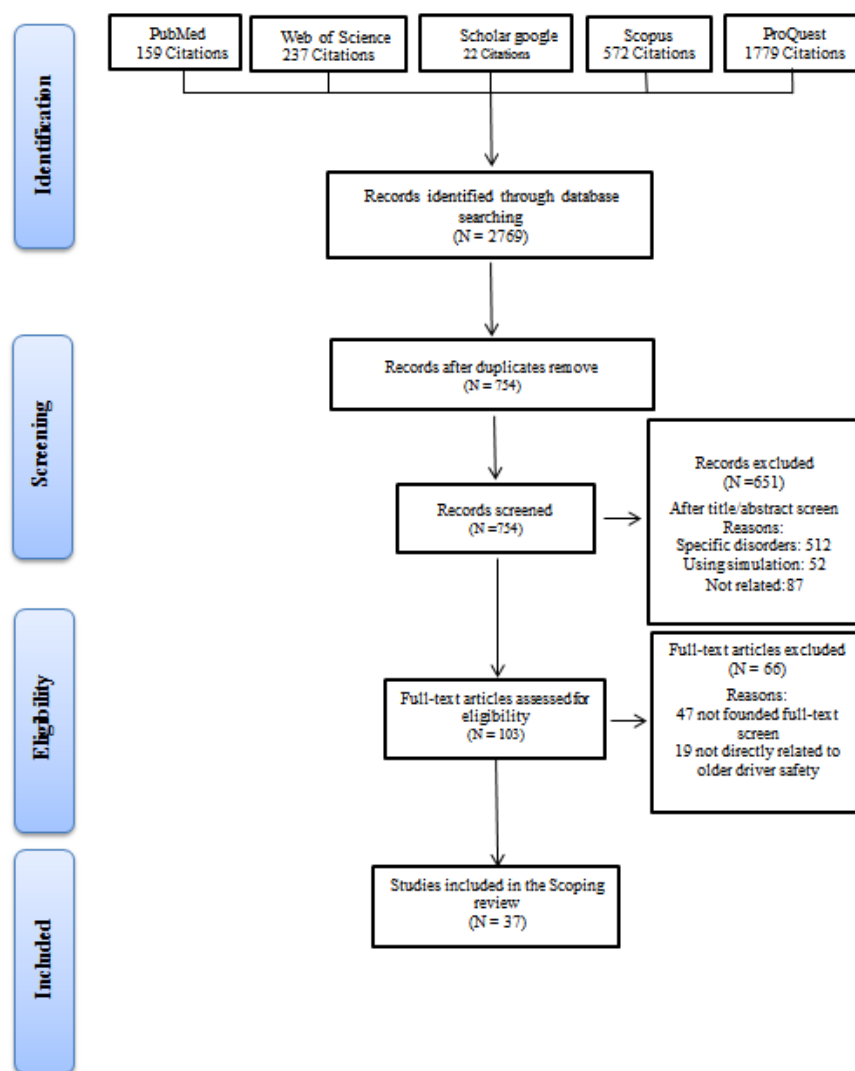 PubMed
159 Citations
Web of Science
237 Citations
Scholar google
22 Citations
Scopus
572 Citations
ProQuest
1779 Citations
Identification
Records identified through database
searching
(N = 2769)
Screening
Records after duplicates remove
(N = 754)
Records screened
(N =754)
Records excluded
(N =651)
After title/abstract screen
Reasons:
Specific disorders: 512
Using simulation: 52
Not related:87
Eligibility
Full-text articles assessed for
eligibility
(N = 103)
Full-text articles excluded
(N = 66)
Reasons:
47 not founded full-text
screen
19 not directly related to
older driver safety
Included
Studies included in the Scoping
review
(N = 37)